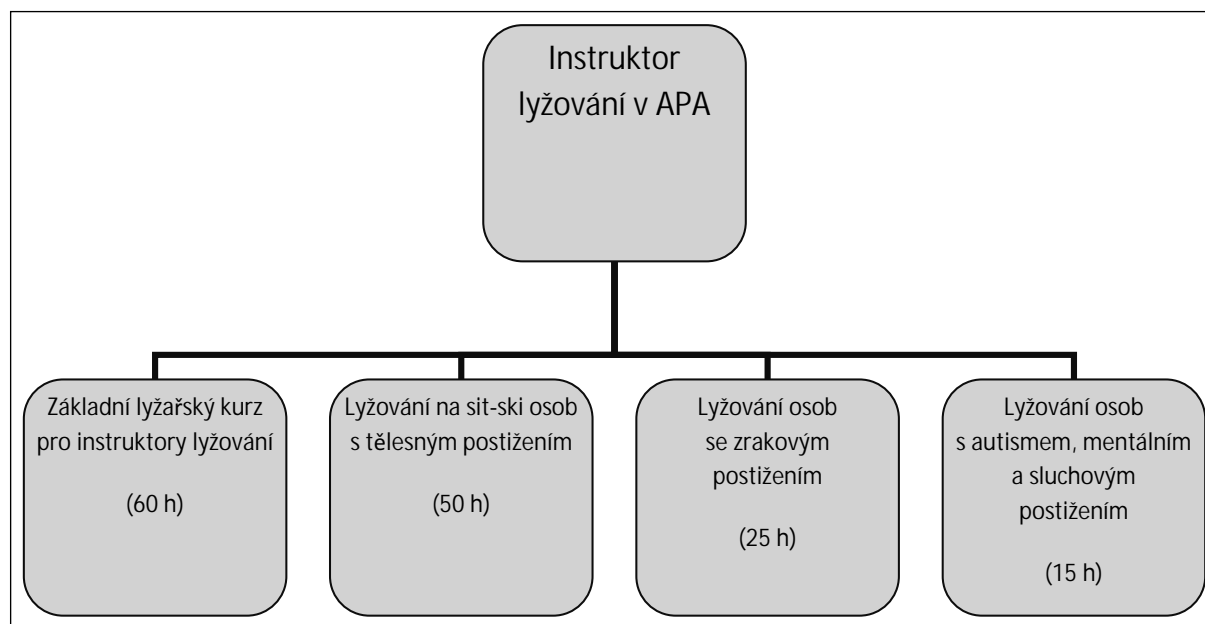 Instruktor
lyžování v APA
Základní lyžařský kurz
pro instruktory lyžování
(60 h)
Lyžování na sit-ski osob
s tělesným postižením
(50 h)
Lyžování osob
se zrakovým
postižením
(25 h)
Lyžování osob
s autismem, mentálním
a sluchovým
postižením
(15 h)